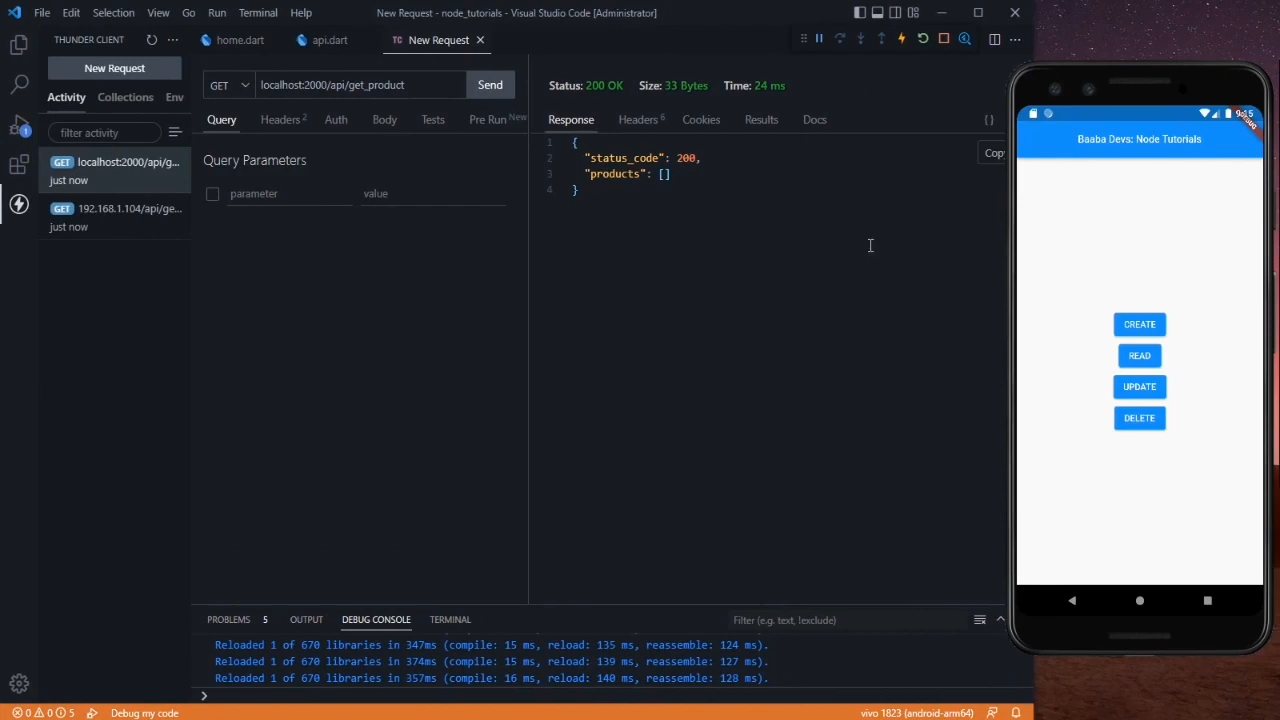 File Edit Selection View Go Run Terminal Help
New Request - node_tutorials - Visual Studio Code [Administrator]
THUNDER CLIENT
home.dart
api.dart
TC New Request
New Request
GET
localhost:2000/api/get_product
Send
Status: 200 OK Size: 33 Bytes Time: 24 ms
Activity Collections Env
Query Headers 2 Auth Body Tests Pre Run New
Response Headers 6 Cookies Results Docs
{}
filter activity
1
1 {
2 "status_code": 200,
3 "products": []
4 }
Copy
Query Parameters
parameter value
GET localhost:2000/api/g...
just now
GET 192.168.1.104/api/ge...
just now
PROBLEMS 5 OUTPUT DEBUG CONSOLE TERMINAL
Filter (e.g. text, !exclude)
Reloaded 1 of 670 libraries in 347ms (compile: 15 ms, reload: 135 ms, reassemble: 124 ms).
Reloaded 1 of 670 libraries in 374ms (compile: 15 ms, reload: 139 ms, reassemble: 127 ms).
Reloaded 1 of 670 libraries in 357ms (compile: 16 ms, reload: 140 ms, reassemble: 128 ms).
0 0 5 Debug my code
vivo 1823 (android-arm64)
Baaba Devs: Node Tutorials
CREATE
READ
UPDATE
DELETE